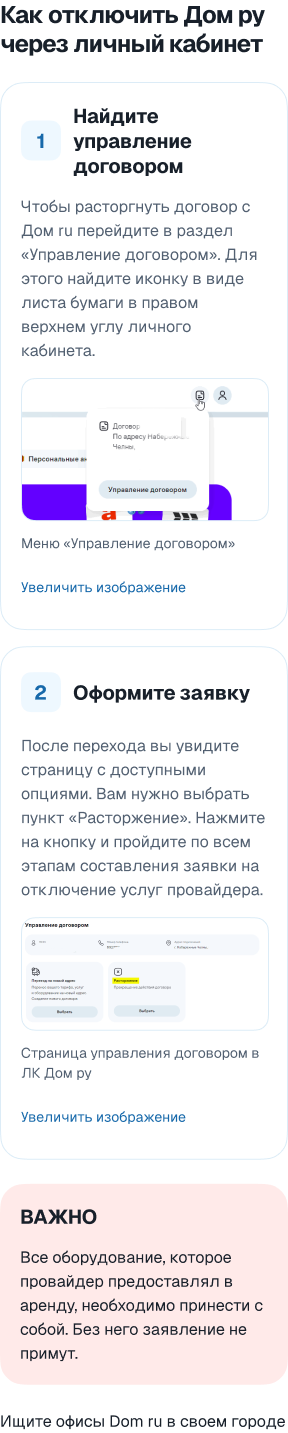 Как отключить Дом ру
через личный кабинет
1
Найдите
управление
договором
Чтобы расторгнуть договор с
Дом ru перейдите в раздел
«Управление договором». Для
этого найдите иконку в виде
листа бумаги в правом
верхнем углу личного
кабинета.
Договор
По адресу
Челны,
Персональные
Управление договором
Меню «Управление договором»
Увеличить изображение
2
Оформите заявку
После перехода вы увидите
страницу с доступными
опциями. Вам нужно выбрать
пункт «Расторжение». Нажмите
на кнопку и пройдите по всем
этапам составления заявки на
отключение услуг провайдера.
Управление договором
Переезд на новый адрес
Расторжение
Выбрать
Выбрать
Страница управления договором в
ЛК Дом ру
Увеличить изображение
ВАЖНО
Все оборудование, которое
провайдер предоставлял в
аренду, необходимо принести с
собой. Без него заявление не
примут.
Ищите офисы Dom ru в своем городе